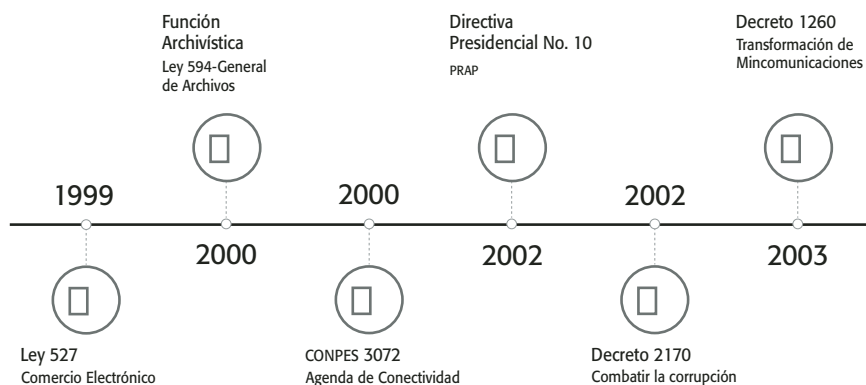 Función
Archivística
Ley 594-General
de Archivos
Directiva
Presidencial No. 10
PRAP
Decreto 1260
Transformación de
Mincomunicaciones
1999
2000
2000
2002
2002
2003
Ley 527
Comercio Electrónico
CONPES 3072
Agenda de Conectividad
Decreto 2170
Combatir la corrupción